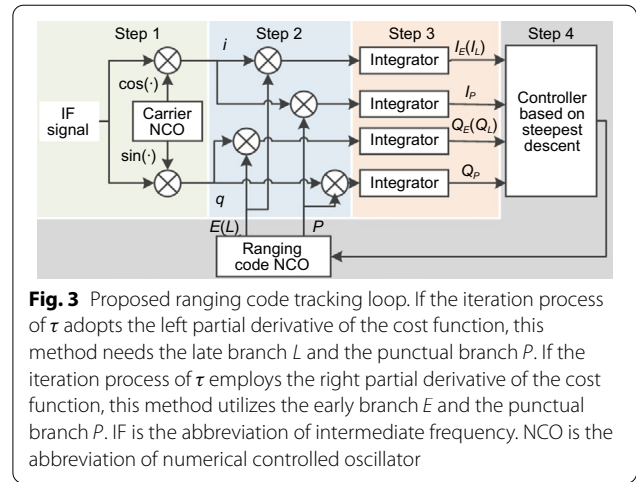 Step 1
Step 2
Step 3
Step 4
i
I_E(I_L)
Integrator
cos(·)
I_P
Integrator
IF
signal
Carrier
NCO
Controller
based on
steepest
descent
Q_E(Q_L)
Integrator
sin(·)
Q_P
Integrator
q
E(L)
P
Ranging
code NCO
Fig. 3 Proposed ranging code tracking loop. If the iteration process
of τ adopts the left partial derivative of the cost function, this
method needs the late branch L and the punctual branch P. If the
iteration process of τ employs the right partial derivative of the cost
function, this method utilizes the early branch E and the punctual
branch P. IF is the abbreviation of intermediate frequency. NCO is the
abbreviation of numerical controlled oscillator